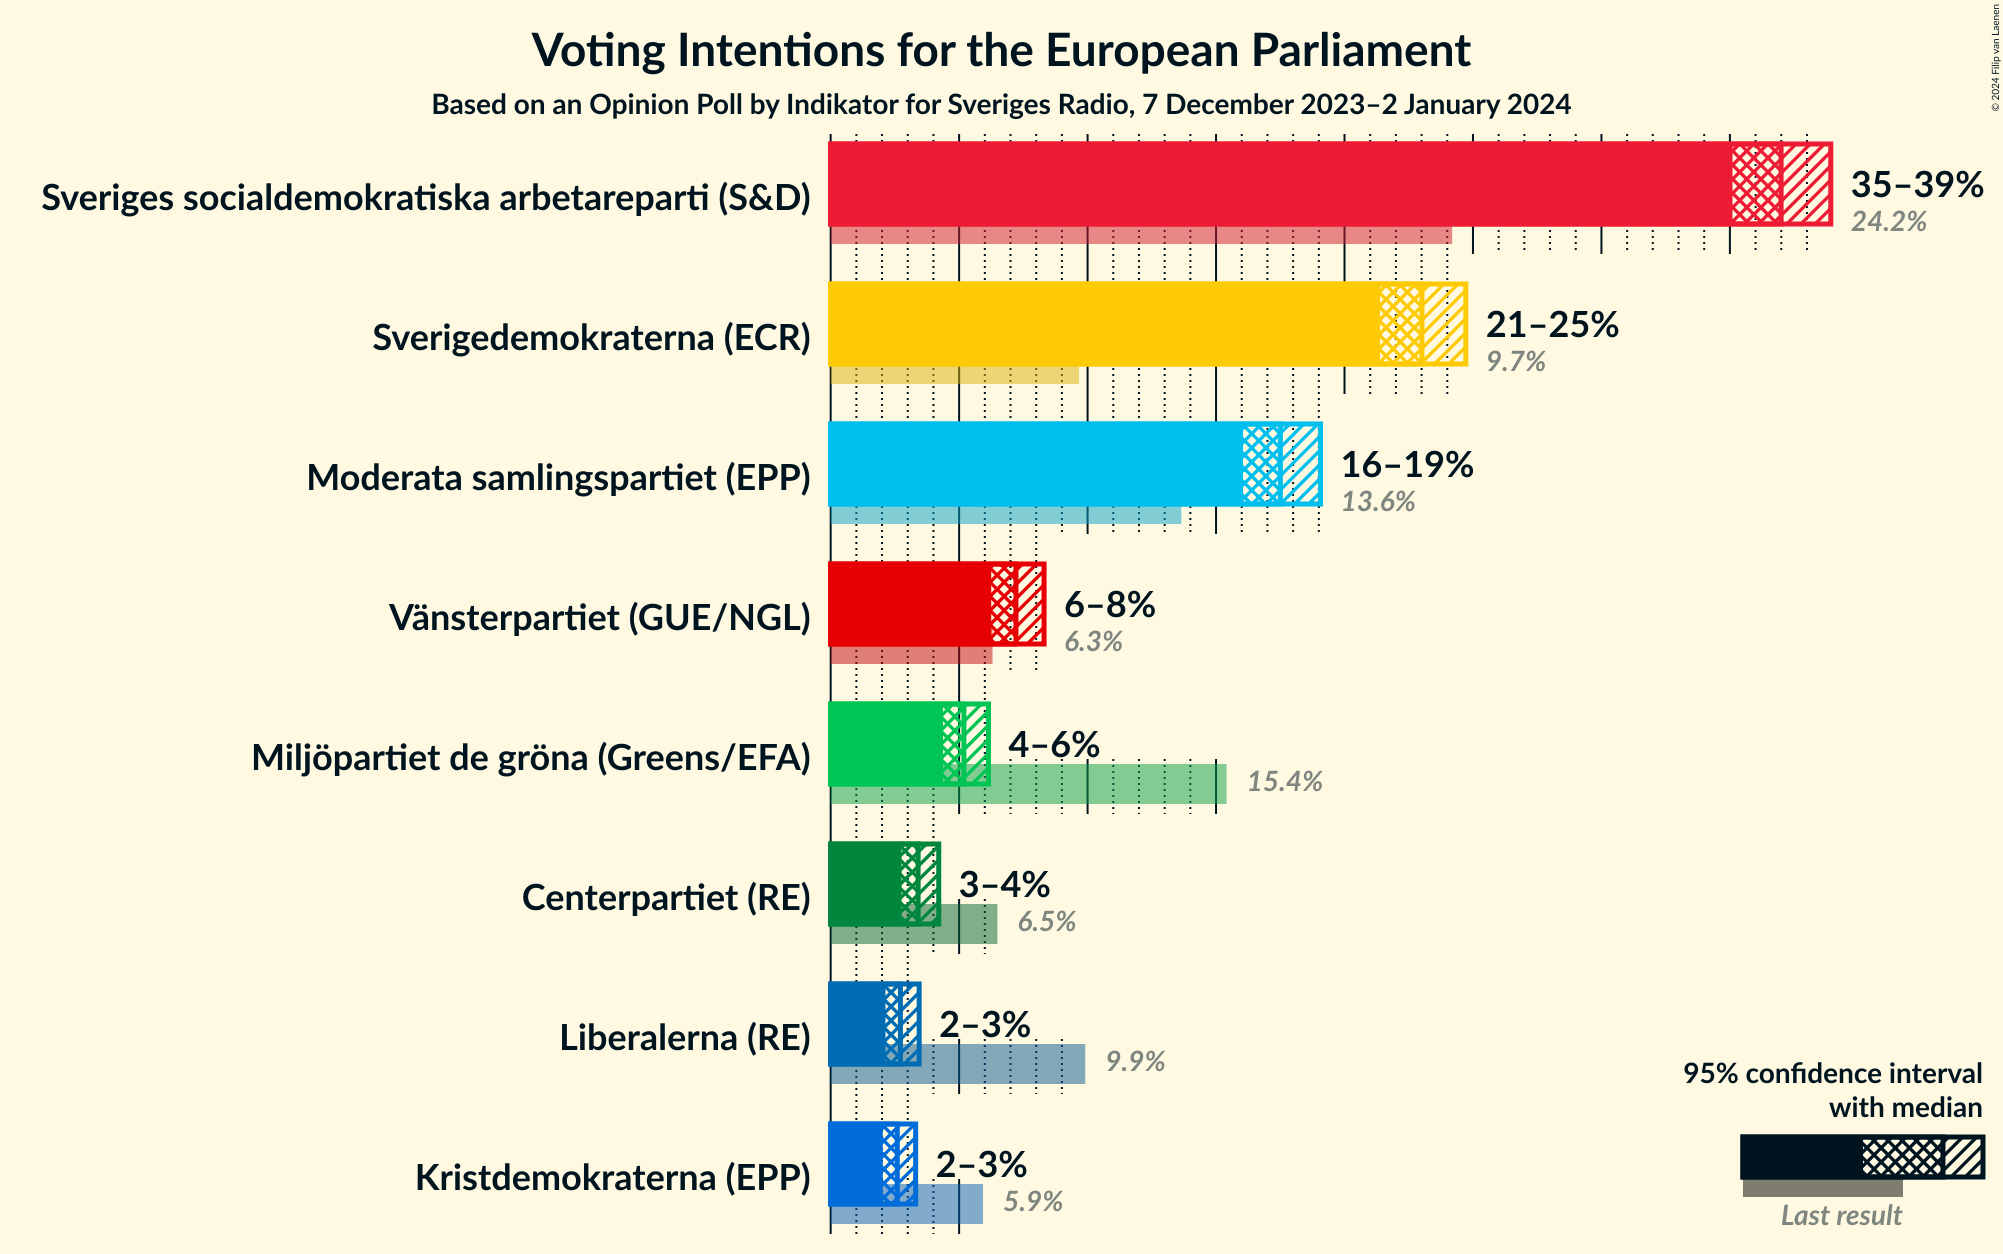 Voting Intentions for the European Parliament
Based on an Opinion Poll by Indikator for Sveriges Radio, 7 December 2023–2 January 2024
© 2024 Filip van Laenen
Sveriges socialdemokratiska arbetareparti (S&D)
35–39%
24.2%
Sverigedemokraterna (ECR)
21–25%
9.7%
Moderata samlingspartiet (EPP)
16–19%
13.6%
Vänsterpartiet (GUE/NGL)
6–8%
6.3%
Miljöpartiet de gröna (Greens/EFA)
4–6%
15.4%
Centerpartiet (RE)
3–4%
6.5%
Liberalerna (RE)
2–3%
9.9%
Kristdemokraterna (EPP)
2–3%
5.9%
95% confidence interval
with median
Last result